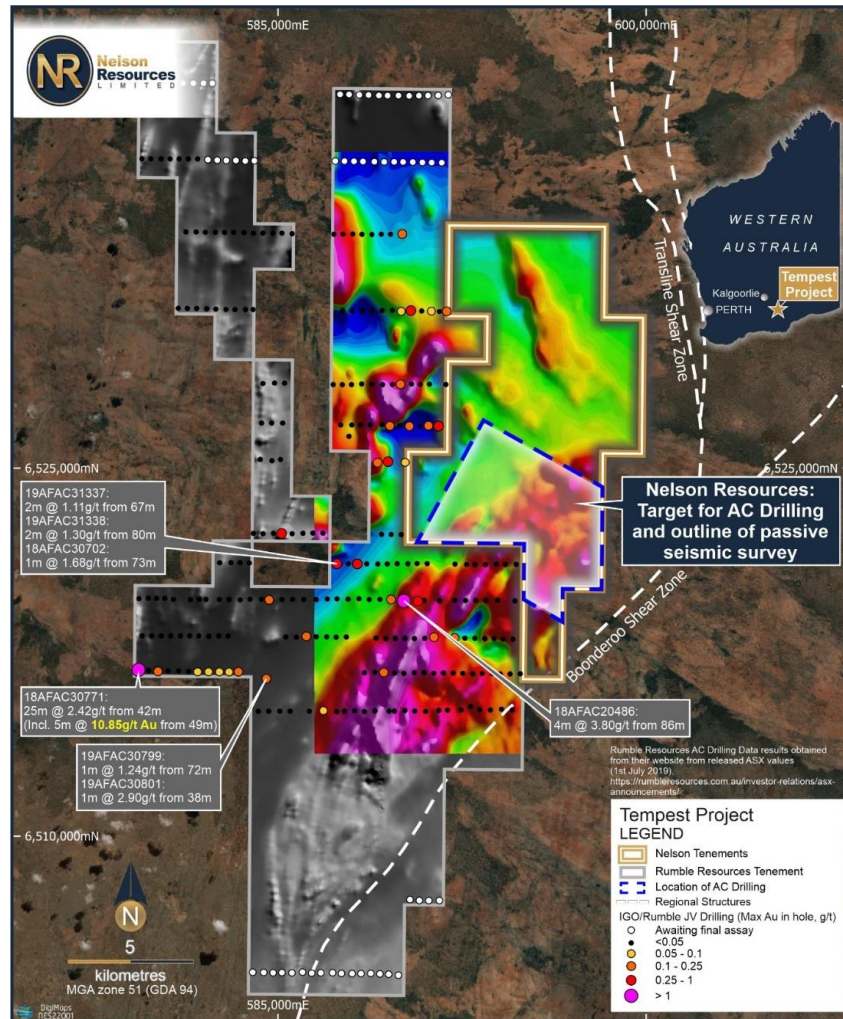 585,000mE
600,000mE
NR
Nelson
Resources
LIMITED
WESTERN
AUSTRALIA
Kalgoorlie
PERTH
Tempest
Project
Transline Shear Zone
6,525,000mN
6,525,000mN
Nelson Resources:
Target for AC Drilling
and outline of passive
seismic survey
19AFAC31337:
2m @ 1.11g/t from 67m
19AFAC31338:
2m @ 1.30g/t from 80m
18AFAC30702:
1m @ 1.68g/t from 73m
Boonderoo Shear Zone
18AFAC30771:
25m @ 2.42g/t from 42m
(Incl. 5m @ 10.85g/t Au from 49m)
18AFAC20486:
4m @ 3.80g/t from 86m
19AFAC30799:
1m @ 1.24g/t from 72m
19AFAC30801:
1m @ 2.90g/t from 38m
Rumble Resources AC Drilling Data results obtained
from their website from released ASX values
(1st July 2019).
https://rumbleresources.com.au/investor-relations/asx-
announcements/
6,510,000mN
Tempest Project
LEGEND
Nelson Tenements
Rumble Resources Tenement
Location of AC Drilling
Regional Structures
IGO/Rumble JV Drilling (Max Au in hole, g/t)
Awaiting final assay
<0.05
0.05 - 0.1
0.1 - 0.25
0.25 - 1
> 1
N
5
kilometres
MGA zone 51 (GDA 94)
585,000mE
DigiMaps